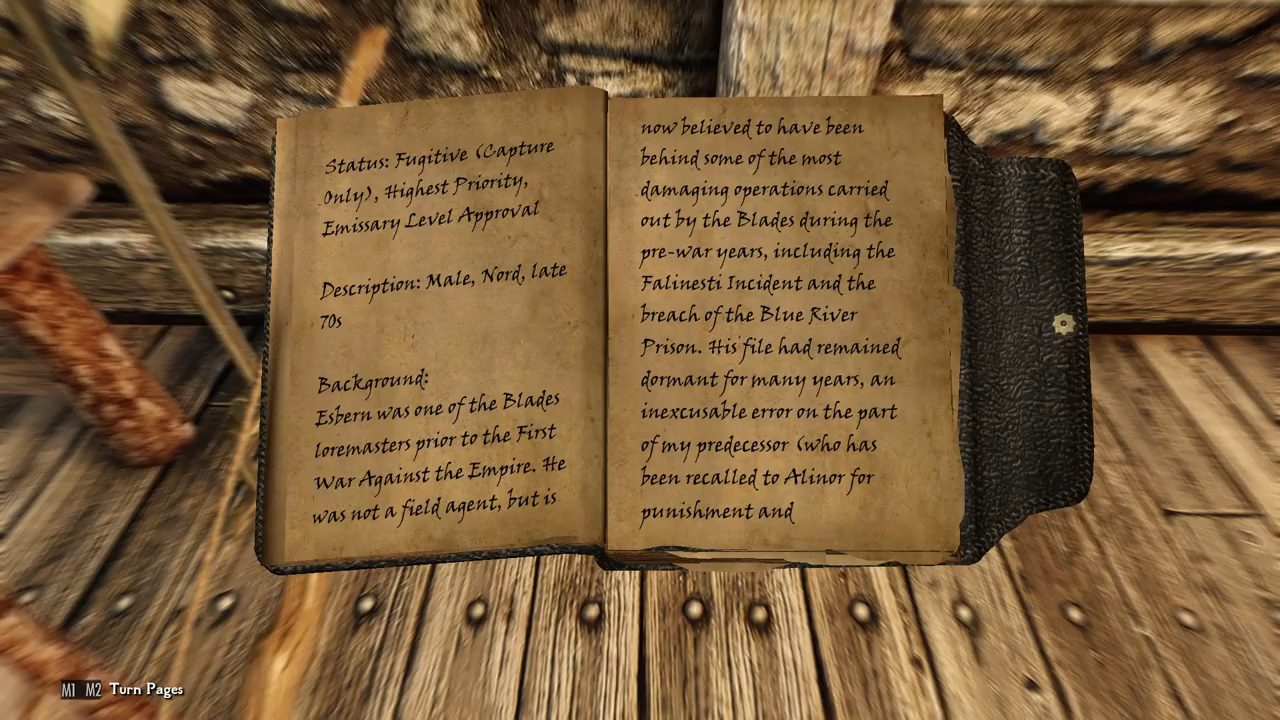 Status: Fugitive (Capture
Only), Highest Priority,
Emissary Level Approval
Description: Male, Nord, late
70s
Background:
Esbern was one of the Blades
loremasters prior to the First
War Against the Empire. He
was not a field agent, but is
now believed to have been
behind some of the most
damaging operations carried
out by the Blades during the
pre-war years, including the
Falinesti Incident and the
breach of the Blue River
Prison. His file had remained
dormant for many years, an
inexcusable error on the part
of my predecessor (who has
been recalled to Alinor for
punishment and
M1 M2 Turn Pages